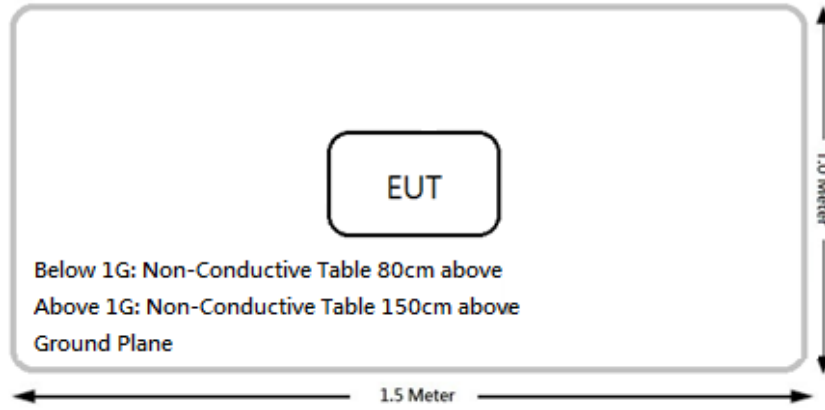 EUT
Below 1G: Non-Conductive Table 80cm above
Above 1G: Non-Conductive Table 150cm above
Ground Plane
1.5 Meter